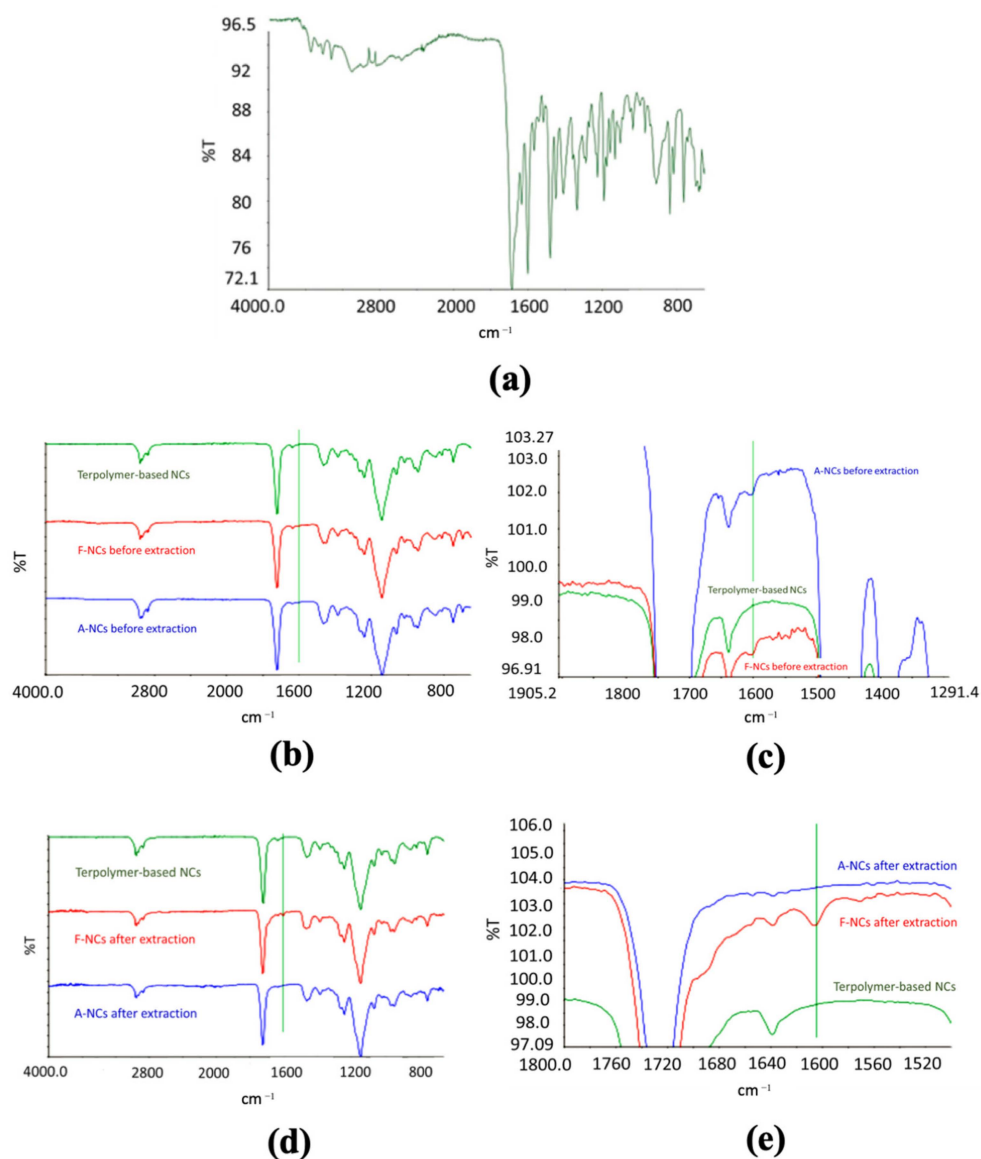 96.5
92
88
84
80
76
72.1
%T
4000.0 2800 2000 1600 1200 800
cm −1
(a)
Terpolymer-based NCs
F-NCs before extraction
A-NCs before extraction
%T
4000.0 2800 2000 1600 1200 800
cm −1
(b)
103.27
103.0
102.0
101.0
100.0
99.0
98.0
96.91
%T
A-NCs before extraction
Terpolymer-based NCs
F-NCs before extraction
1905.2 1800 1700 1600 1500 1400 1291.4
cm −1
(c)
Terpolymer-based NCs
F-NCs after extraction
A-NCs after extraction
%T
4000.0 2800 2000 1600 1200 800
cm −1
(d)
106.0
105.0
104.0
103.0
102.0
101.0
100.0
99.0
98.0
97.09
%T
A-NCs after extraction
F-NCs after extraction
Terpolymer-based NCs
1800.0 1760 1720 1680 1640 1600 1560 1520
cm −1
(e)